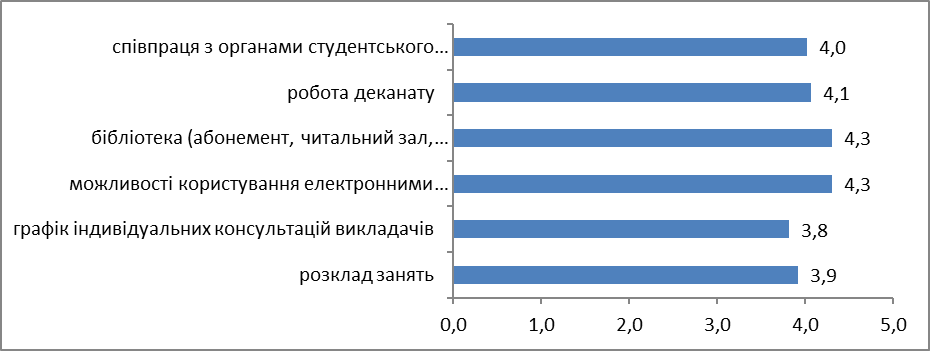 співпраця з органами студентського...
4,0
робота деканату
4,1
бібліотека (абонемент, читальний зал,...
4,3
можливості користування електронними...
4,3
графік індивідуальних консультацій викладачів
3,8
розклад занять
3,9
0,0 1,0 2,0 3,0 4,0 5,0